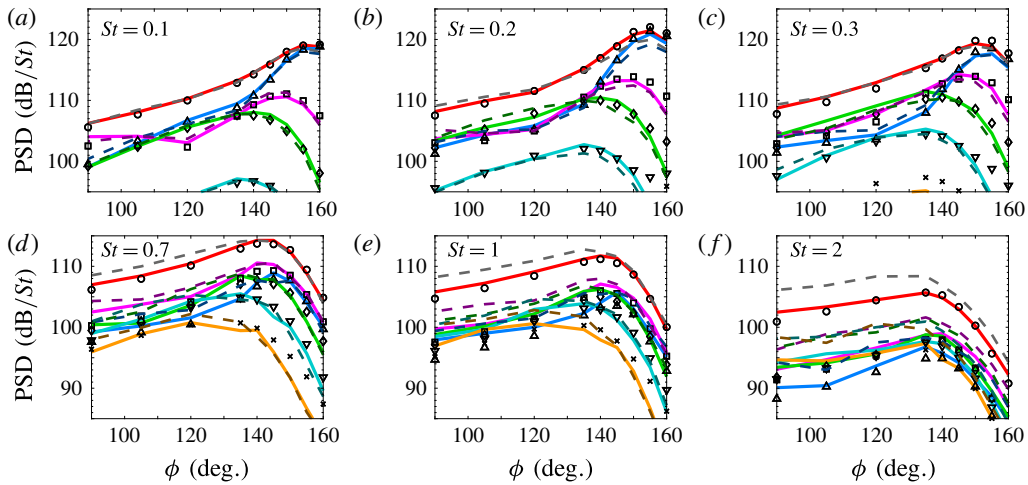 (a) St = 0.1
(b) St = 0.2
(c) St = 0.3
PSD (dB/St)
120
110
100
120
110
100
120
110
100
100 120 140 160
100 120 140 160
100 120 140 160
(d) St = 0.7
(e) St = 1
(f) St = 2
PSD (dB/St)
110
100
90
110
100
90
110
100
90
100 120 140 160
100 120 140 160
100 120 140 160
ϕ (deg.)
ϕ (deg.)
ϕ (deg.)